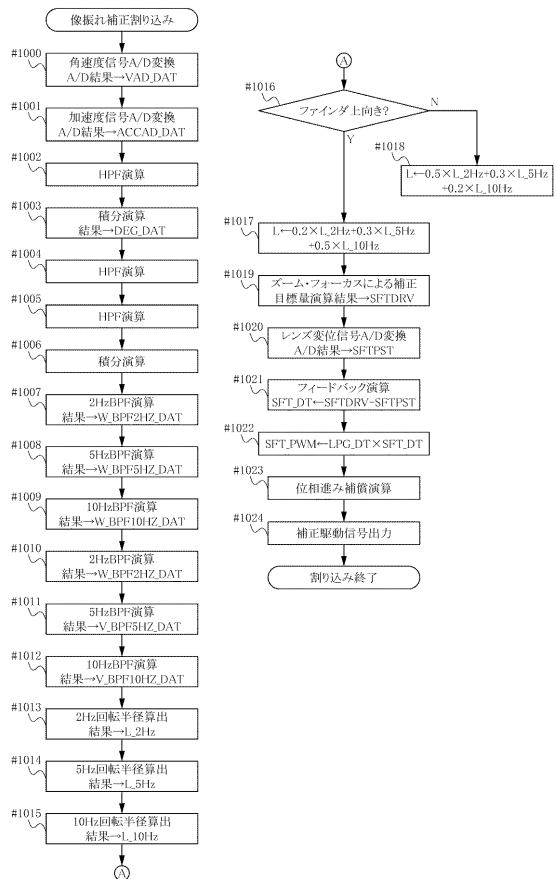 像振れ補正割り込み
#1000
角速度信号A/D変換
A/D結果→VAD_DAT
#1001
加速度信号A/D変換
A/D結果→ACCAD_DAT
#1002
HPF演算
#1003
積分演算
結果→DEG_DAT
#1004
HPF演算
#1005
HPF演算
#1006
積分演算
#1007
2HzBPF演算
結果→W_BPF2HZ_DAT
#1008
5HzBPF演算
結果→W_BPF5HZ_DAT
#1009
10HzBPF演算
結果→W_BPF10HZ_DAT
#1010
2HzBPF演算
結果→W_BPF2HZ_DAT
#1011
5HzBPF演算
結果→V_BPF5HZ_DAT
#1012
10HzBPF演算
結果→V_BPF10HZ_DAT
#1013
2Hz回転半径算出
結果→L_2Hz
#1014
5Hz回転半径算出
結果→L_5Hz
#1015
10Hz回転半径算出
結果→L_10Hz
A
A
#1016
ファインダ上向き?
N
Y
#1018
L←0.5×L_2Hz+0.3×L_5Hz
+0.2×L_10Hz
#1017
L←0.2×L_2Hz+0.3×L_5Hz
+0.5×L_10Hz
#1019
ズーム・フォーカスによる補正
目標量演算結果→SFTDRV
#1020
レンズ変位信号A/D変換
A/D結果→SFTPST
#1021
フィードバック演算
SFT_DT←SFTDRV-SFTPST
#1022
SFT_PWM←LPG_DT×SFT_DT
#1023
位相進み補償演算
#1024
補正駆動信号出力
割り込み終了